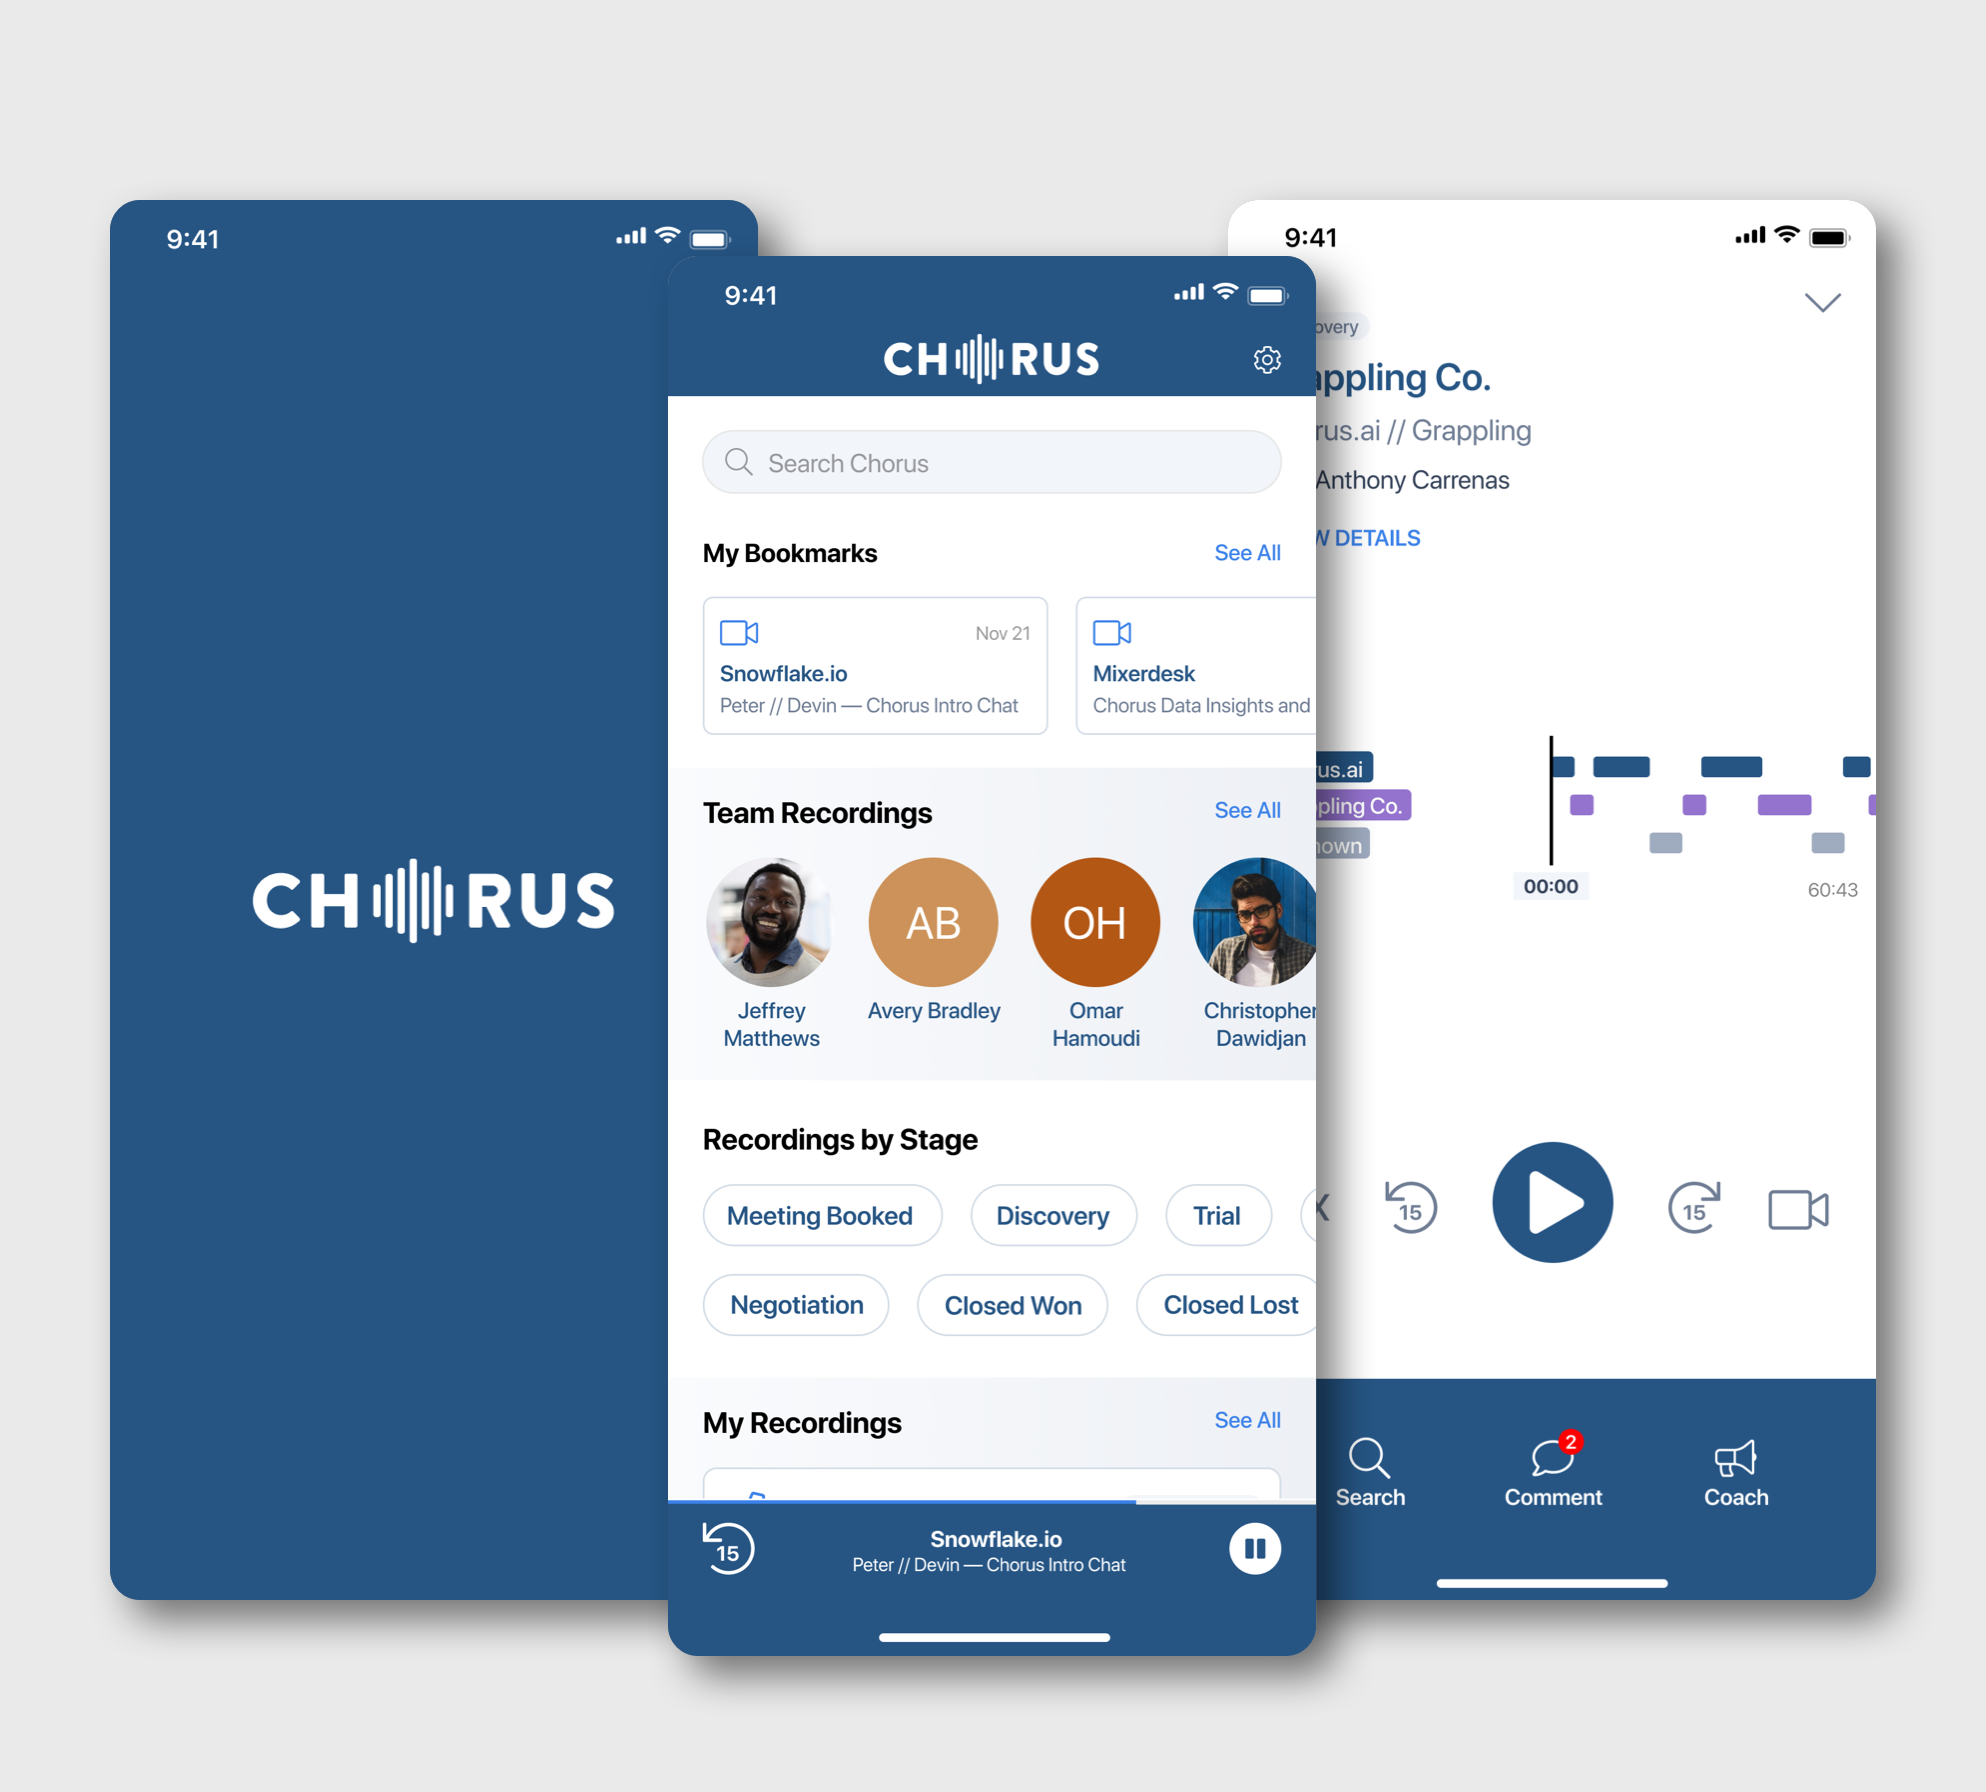 9:41
CHORUS
9:41
CHORUS
Search Chorus
My Bookmarks
See All
Nov 21
Snowflake.io
Peter // Devin — Chorus Intro Chat
Mixerdesk
Chorus Data Insights and
Team Recordings
See All
AB
OH
Jeffrey
Matthews
Avery Bradley
Omar
Hamoudi
Christopher
Dawidjan
Recordings by Stage
Meeting Booked
Discovery
Trial
Negotiation
Closed Won
Closed Lost
My Recordings
See All
15
Snowflake.io
Peter // Devin — Chorus Intro Chat
9:41
overy
appling Co.
rus.ai // Grappling
Anthony Carrenas
W DETAILS
rus.ai
pling Co.
nown
00:00
60:43
X
15
15
Search
2
Comment
Coach